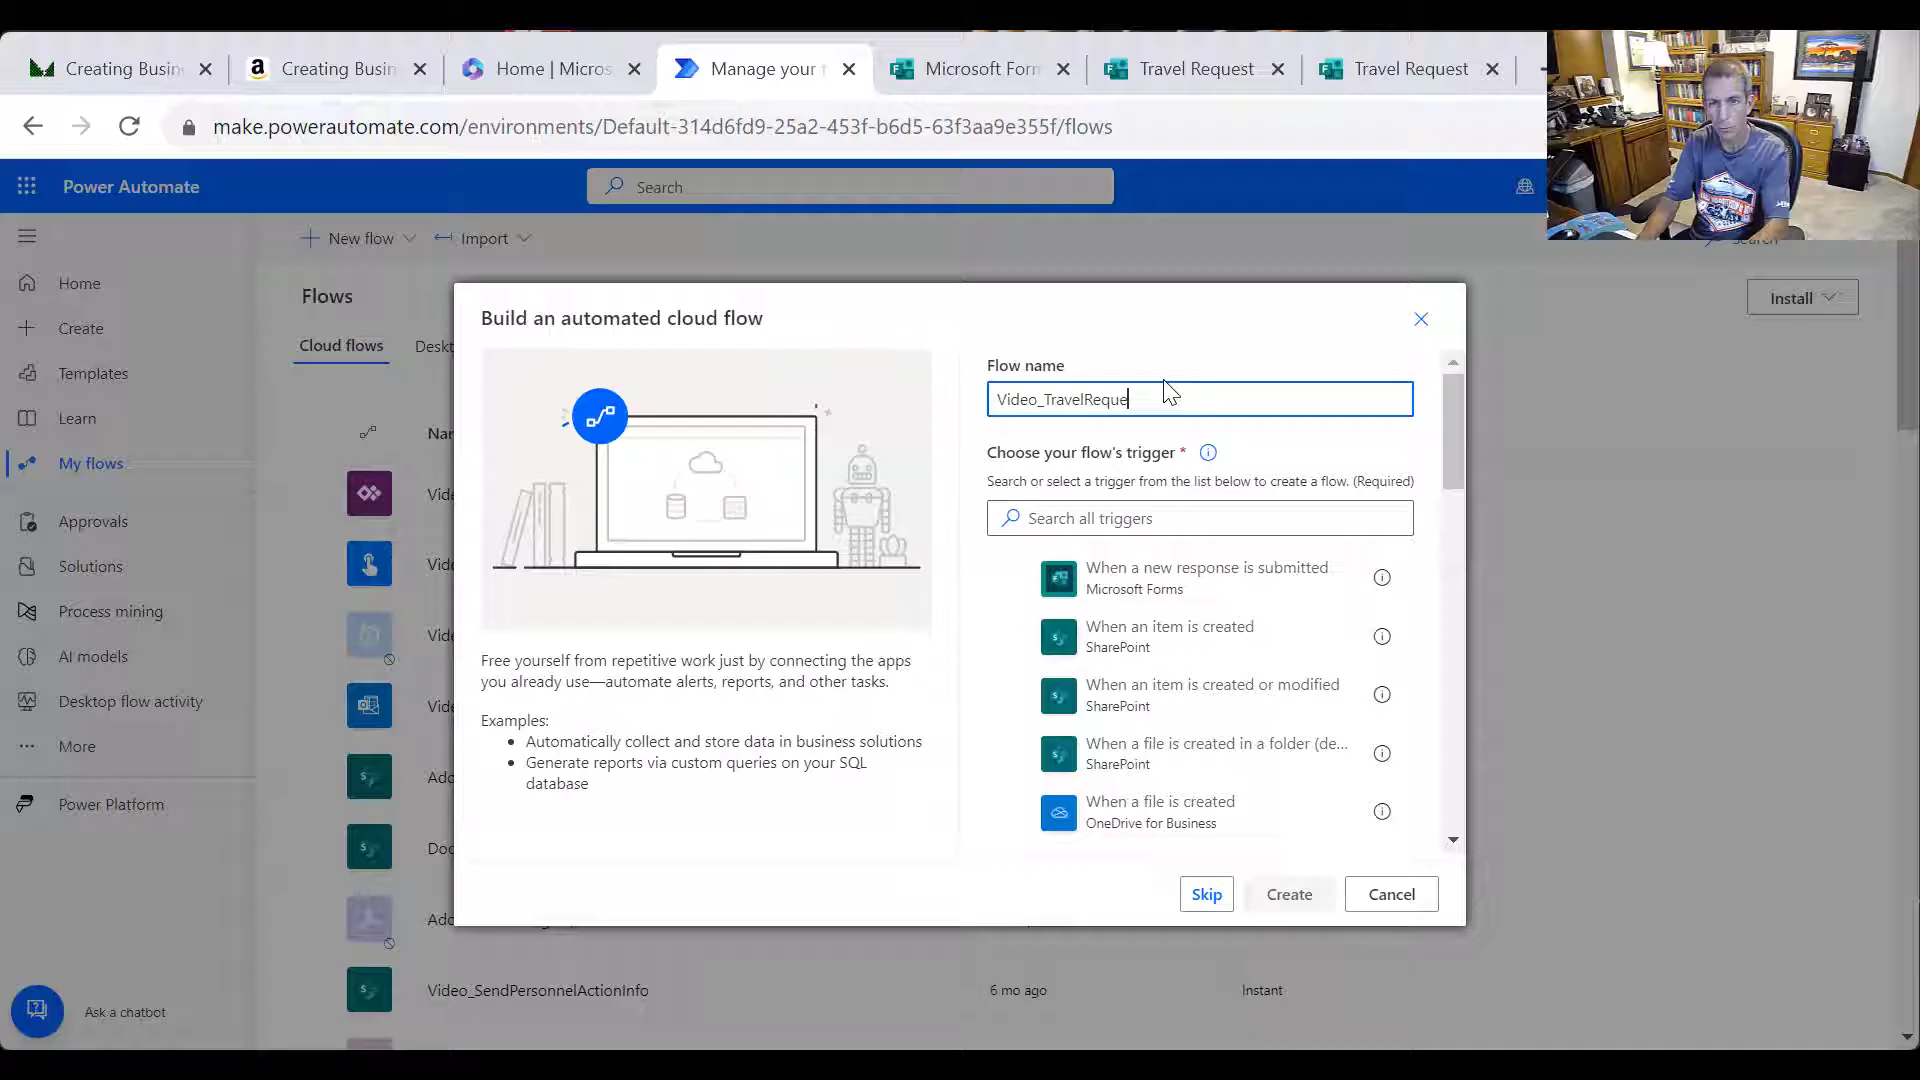 Creating Busin
Creating Busin
Home | Micros
Manage your f
Microsoft Form
Travel Request
Travel Request
make.powerautomate.com/environments/Default-314d6fd9-25a2-453f-b6d5-63f3aa9e355f/flows
Power Automate
Search
New flow
Import
Search
Home
Create
Templates
Learn
My flows
Approvals
Solutions
Process mining
AI models
Desktop flow activity
More
Power Platform
Ask a chatbot
Flows
Install
Cloud flows
Deskt
Nar
Vid
Vid
Vid
Vid
Ado
Doc
Ado
Video_SendPersonnelActionInfo
6 mo ago
Instant
Build an automated cloud flow
Free yourself from repetitive work just by connecting the apps
you already use—automate alerts, reports, and other tasks.
Examples:
Automatically collect and store data in business solutions
Generate reports via custom queries on your SQL
database
Flow name
Video_TravelReque
Choose your flow's trigger *
Search or select a trigger from the list below to create a flow. (Required)
Search all triggers
When a new response is submitted
Microsoft Forms
When an item is created
SharePoint
When an item is created or modified
SharePoint
When a file is created in a folder (de...
SharePoint
When a file is created
OneDrive for Business
Skip
Create
Cancel